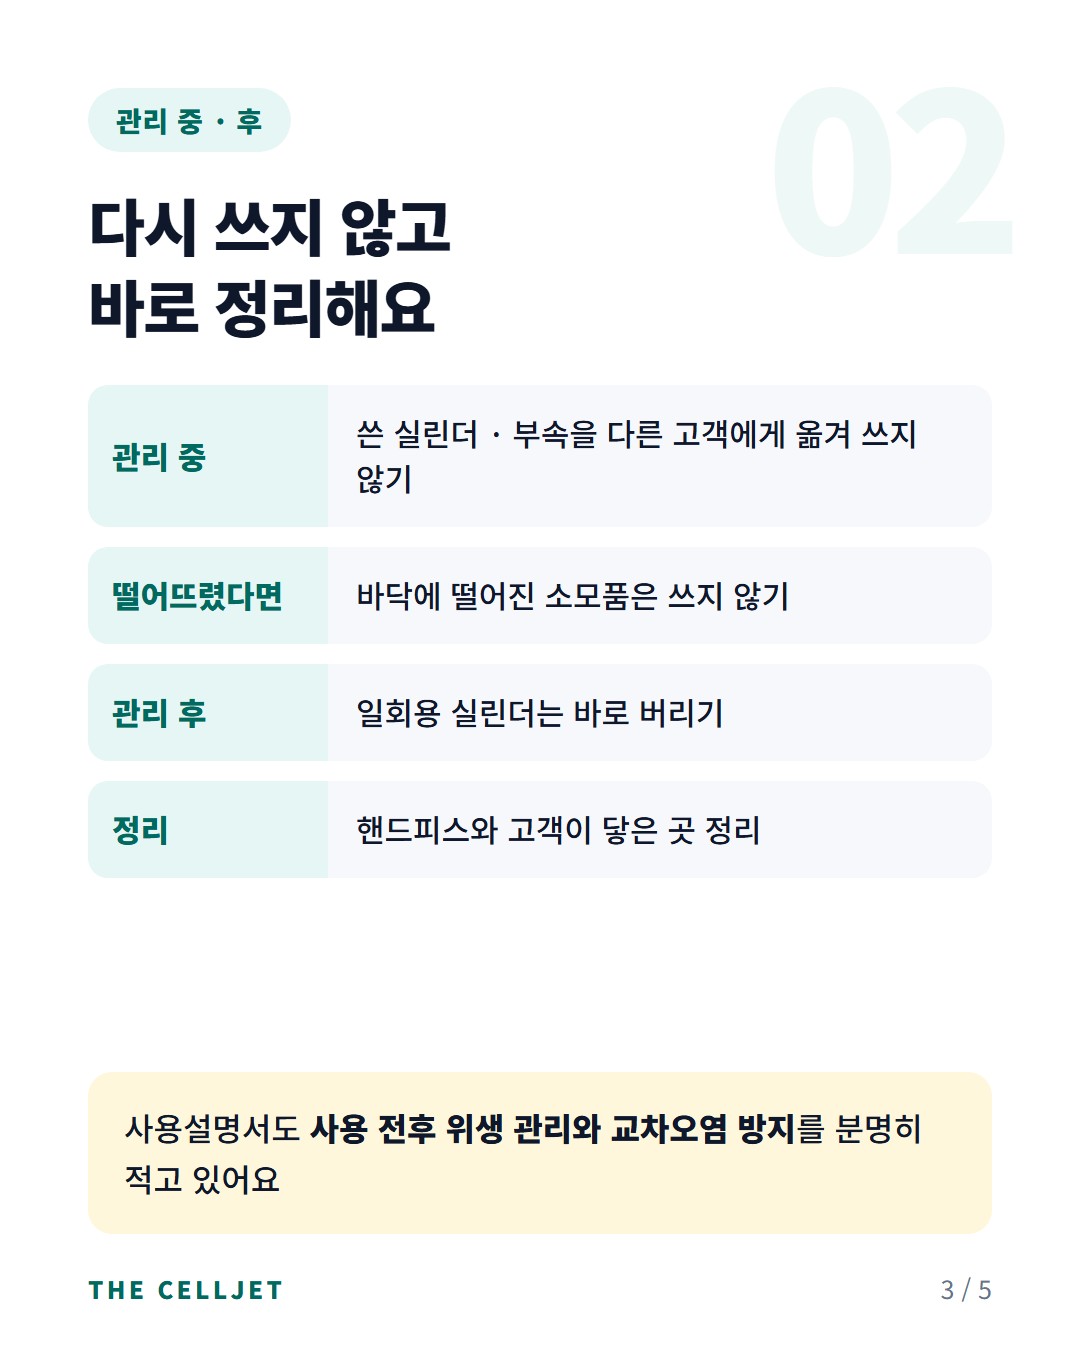 관리 중 · 후
02
다시 쓰지 않고
바로 정리해요
관리 중
쓴 실린더 · 부속을 다른 고객에게 옮겨 쓰지
않기
떨어뜨렸다면
바닥에 떨어진 소모품은 쓰지 않기
관리 후
일회용 실린더는 바로 버리기
정리
핸드피스와 고객이 닿은 곳 정리
사용설명서도 사용 전후 위생 관리와 교차오염 방지를 분명히
적고 있어요
THE CELLJET
3 / 5